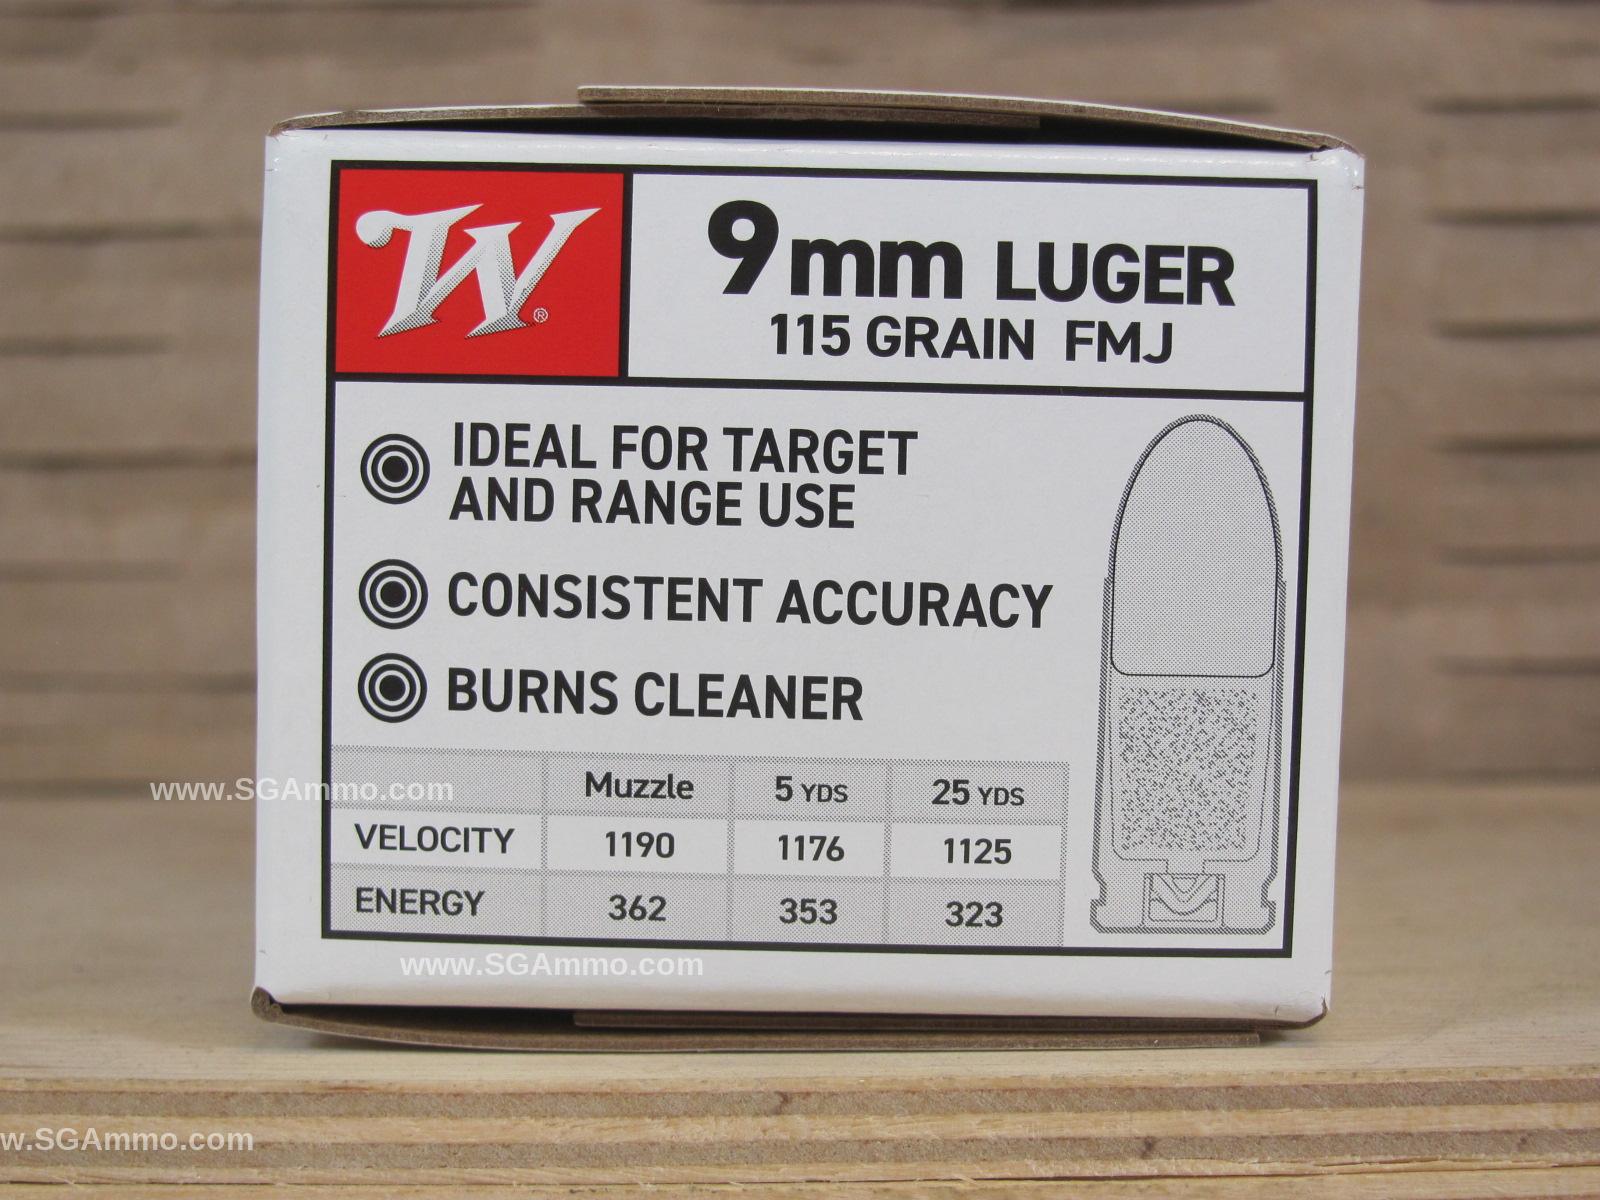 W®
9mm LUGER
115 GRAIN FMJ
IDEAL FOR TARGET
AND RANGE USE
CONSISTENT ACCURACY
BURNS CLEANER
www.SGAmmo.com
Muzzle 5 YDS 25 YDS
VELOCITY 1190 1176 1125
ENERGY 362 353 323
www.SGAmmo.com
w.SGAmmo.com